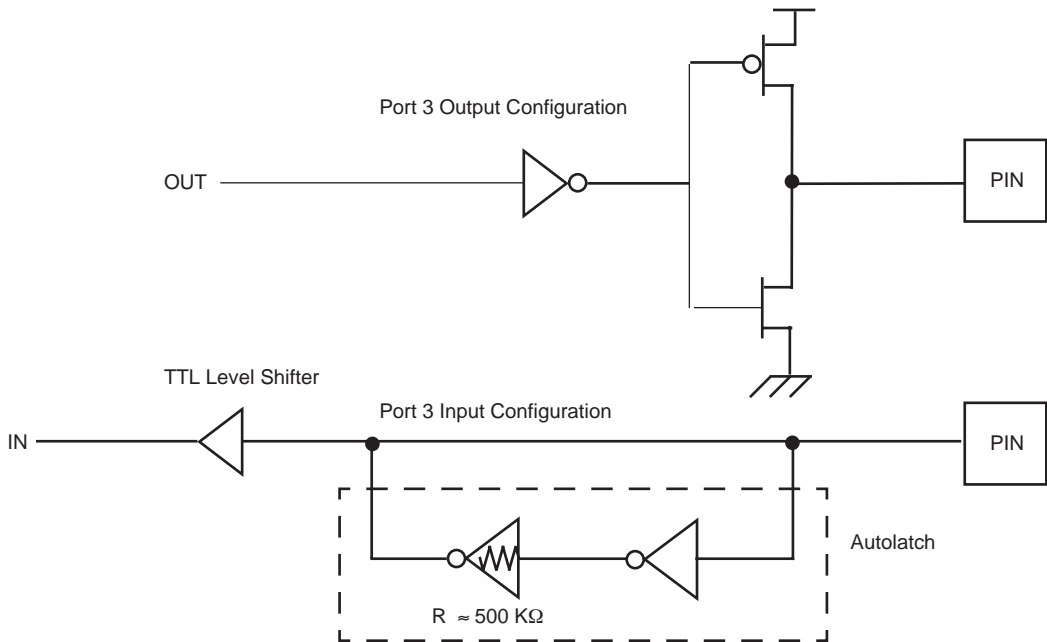 Port 3 Output Configuration
OUT
PIN
TTL Level Shifter
Port 3 Input Configuration
IN
PIN
Autolatch
R ≈ 500 KΩ